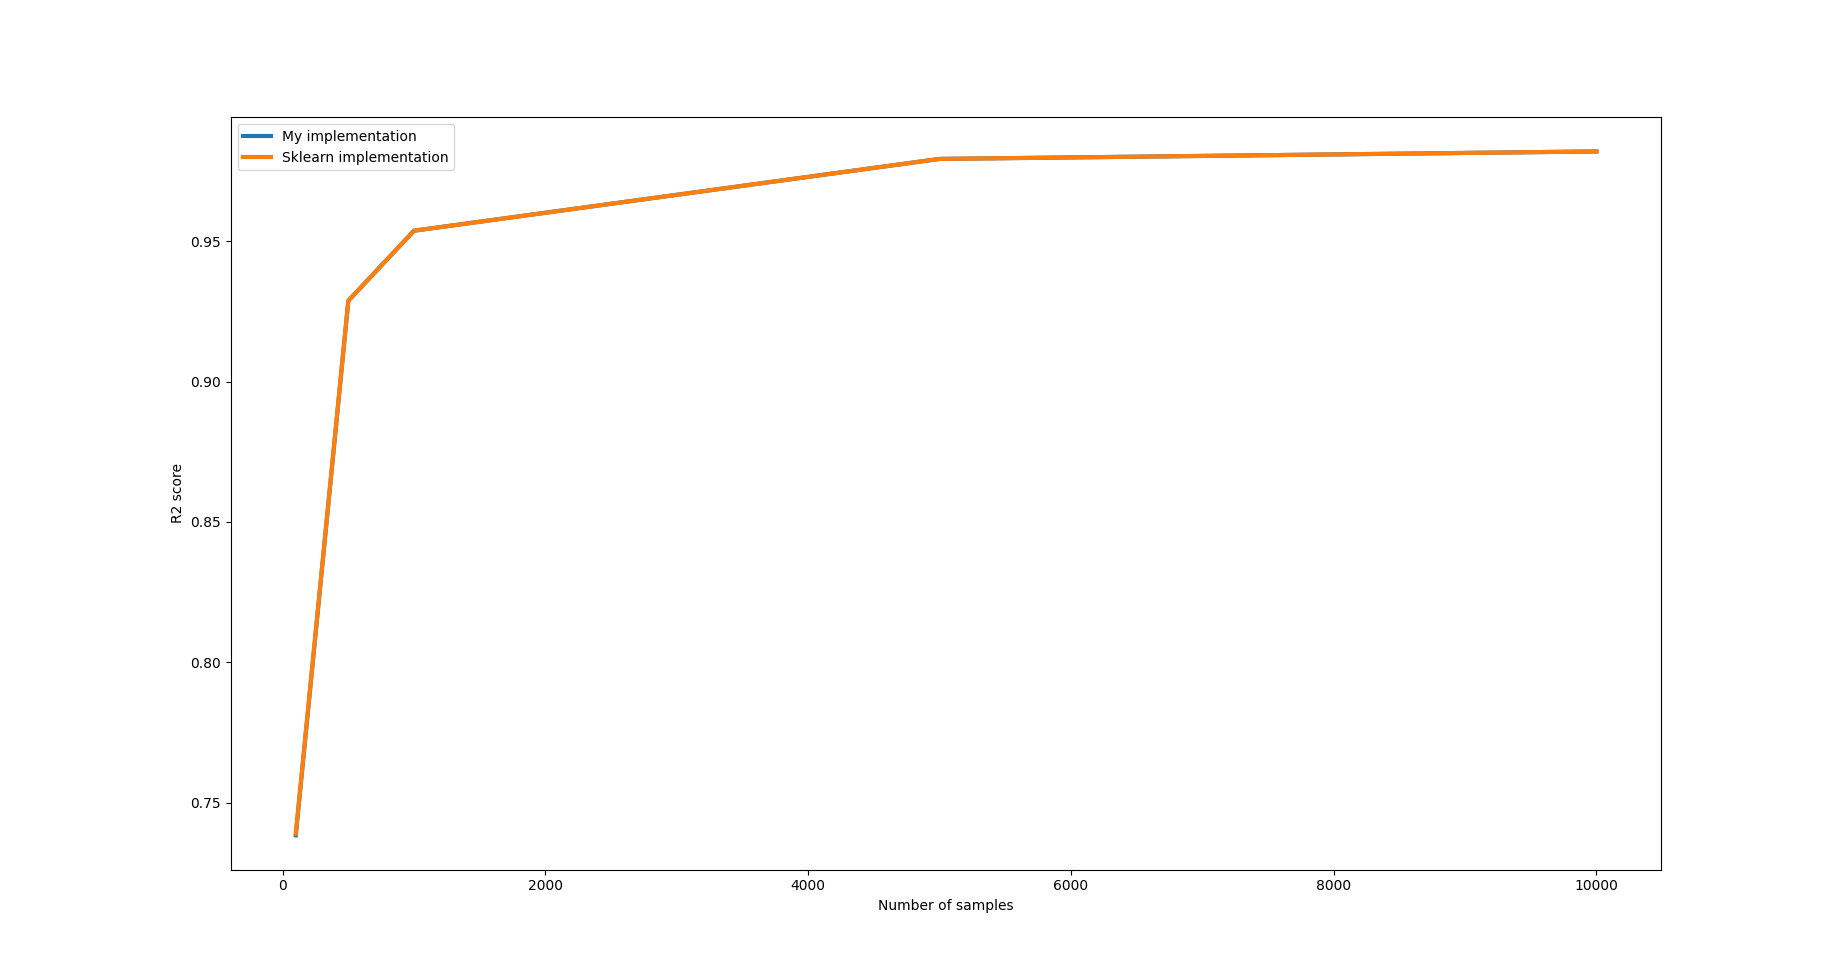 My implementation
Sklearn implementation
0.95
0.90
0.85
0.80
0.75
R2 score
0 2000 4000 6000 8000 10000
Number of samples